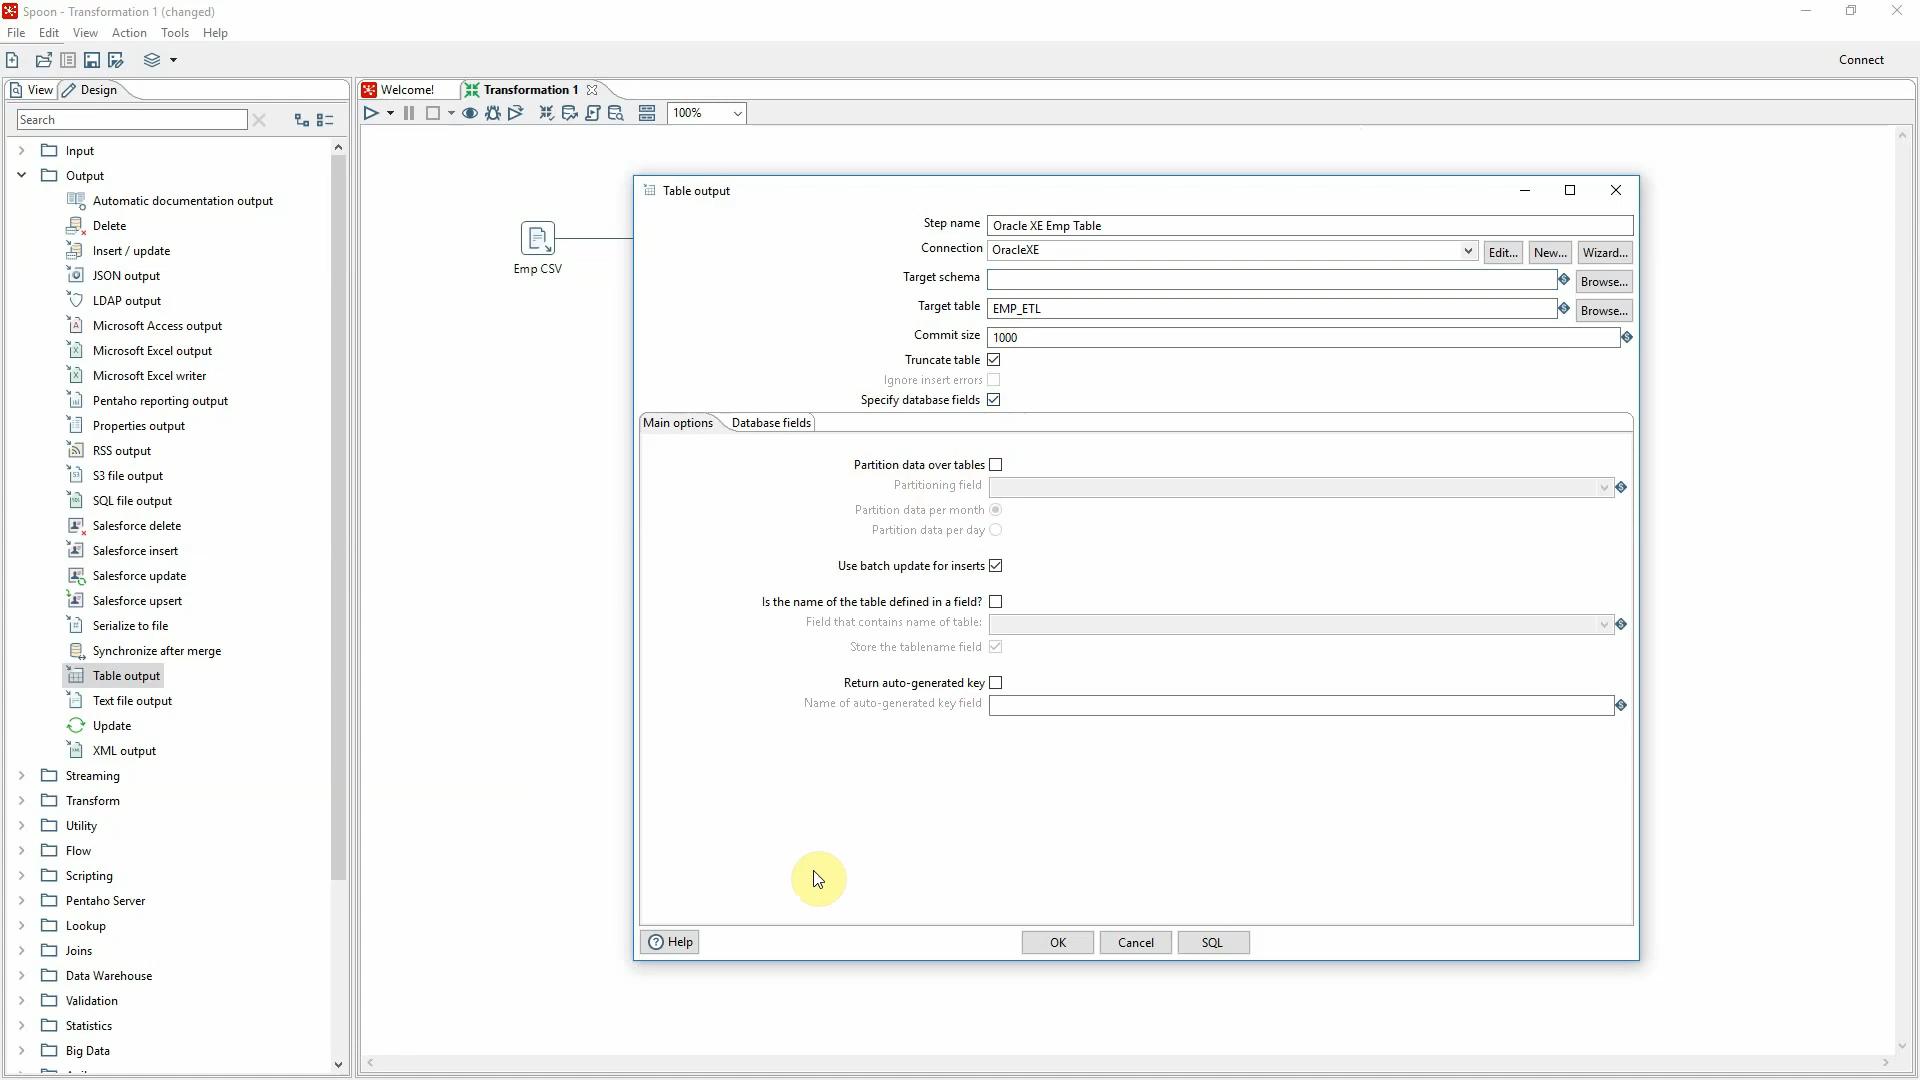 Spoon - Transformation 1 (changed)
File Edit View Action Tools Help
Connect
View Design
Welcome! Transformation 1
Search
100%
Input
Output
Automatic documentation output
Delete
Insert / update
JSON output
LDAP output
Microsoft Access output
Microsoft Excel output
Microsoft Excel writer
Pentaho reporting output
Properties output
RSS output
S3 file output
SQL file output
Salesforce delete
Salesforce insert
Salesforce update
Salesforce upsert
Serialize to file
Synchronize after merge
Table output
Text file output
Update
XML output
Streaming
Transform
Utility
Flow
Scripting
Pentaho Server
Lookup
Joins
Data Warehouse
Validation
Statistics
Big Data
Emp CSV
Table output
Step name Oracle XE Emp Table
Connection OracleXE Edit... New... Wizard...
Target schema Browse...
Target table EMP_ETL Browse...
Commit size 1000
Truncate table
Ignore insert errors
Specify database fields
Main options Database fields
Partition data over tables
Partitioning field
Partition data per month
Partition data per day
Use batch update for inserts
Is the name of the table defined in a field?
Field that contains name of table:
Store the tablename field
Return auto-generated key
Name of auto-generated key field
Help OK Cancel SQL